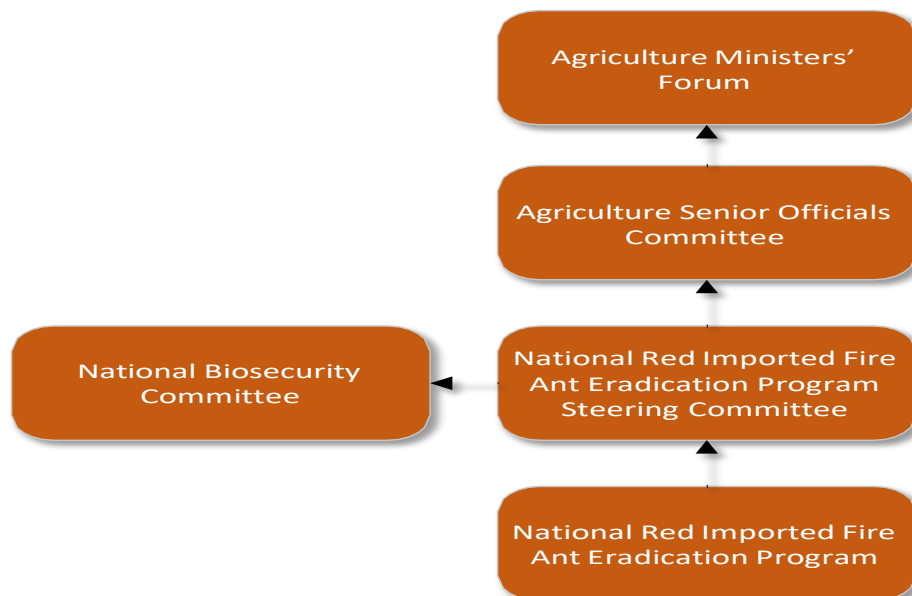 Agriculture Ministers’
Forum
Agriculture Senior Officials
Committee
National Biosecurity
Committee
National Red Imported Fire
Ant Eradication Program
Steering Committee
National Red Imported Fire
Ant Eradication Program